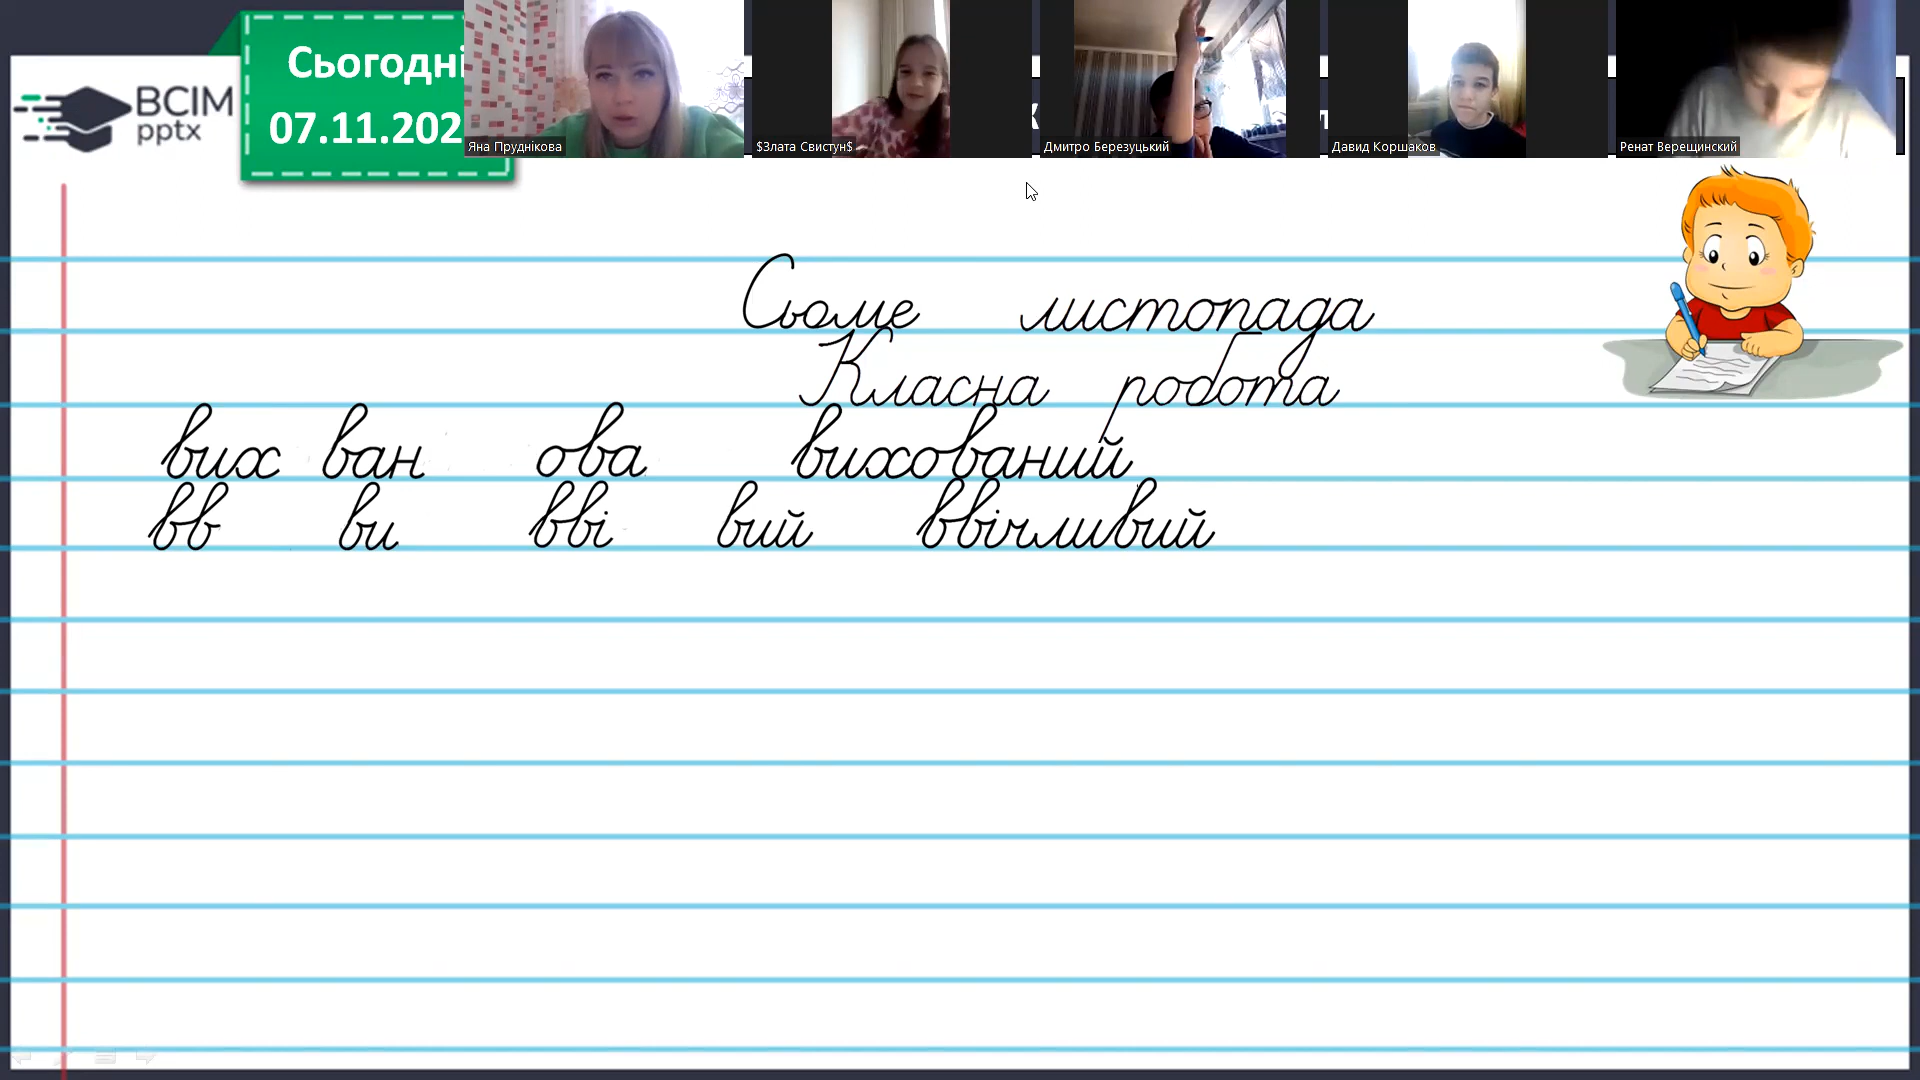 Сьогодні
07.11.202
ВСІМ
pptx
Яна Пруднікова
$Злата Свистун$
Дмитро Березуцький
Давид Коршаков
Ренат Верещинский
Сьоме листопада
Класна робота
вих ван ова вихований
вв ви вві вий ввічливий